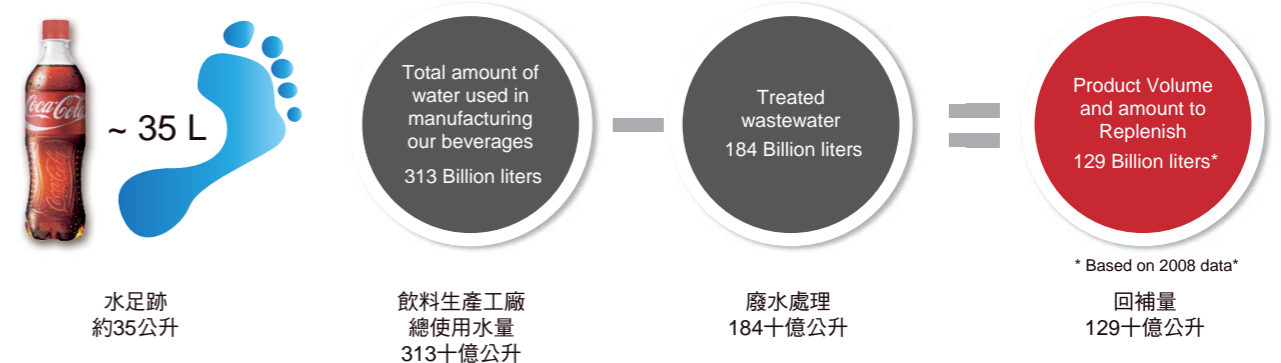 Coca-Cola
Coca-Cola
~ 35 L
Total amount of
water used in
manufacturing
our beverages
313 Billion liters
Treated
wastewater
184 Billion liters
Product Volume
and amount to
Replenish
129 Billion liters*
* Based on 2008 data*
水足跡
約35公升
飲料生產工廠
總使用水量
313十億公升
廢水處理
184十億公升
回補量
129十億公升